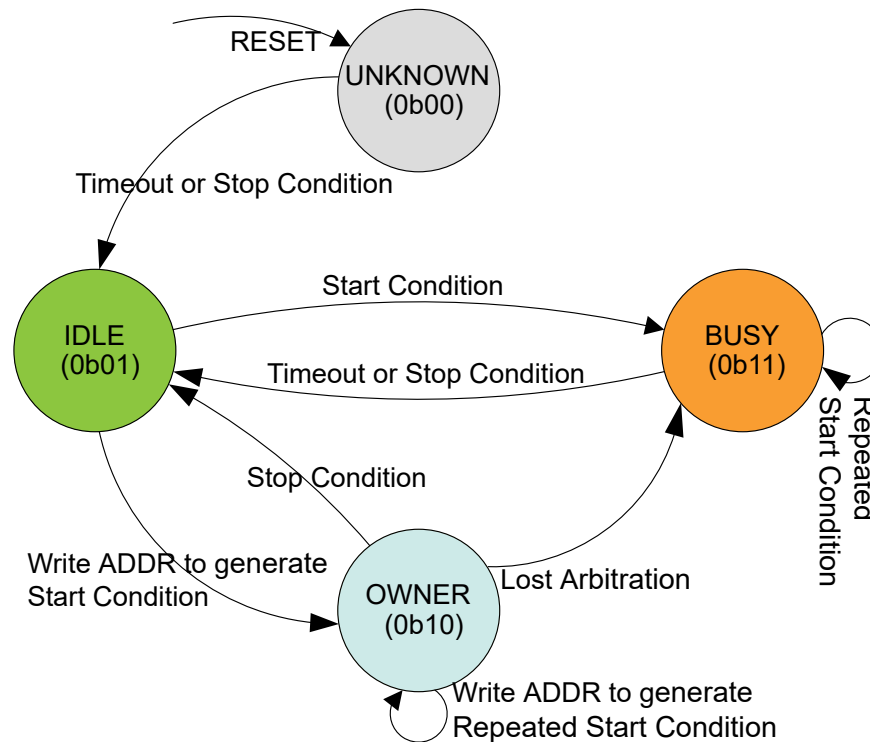 RESET
UNKNOWN
(0b00)
Timeout or Stop Condition
Start Condition
IDLE
(0b01)
BUSY
(0b11)
Timeout or Stop Condition
Repeated
Start Condition
Stop Condition
Write ADDR to generate
Start Condition
Lost Arbitration
OWNER
(0b10)
Write ADDR to generate
Repeated Start Condition